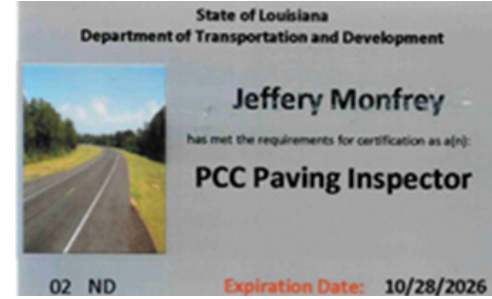 State of Louisiana
Department of Transportation and Development
Jeffery Monfrey
has met the requirements for certification as a(n):
PCC Paving Inspector
02 ND
Expiration Date: 10/28/2026